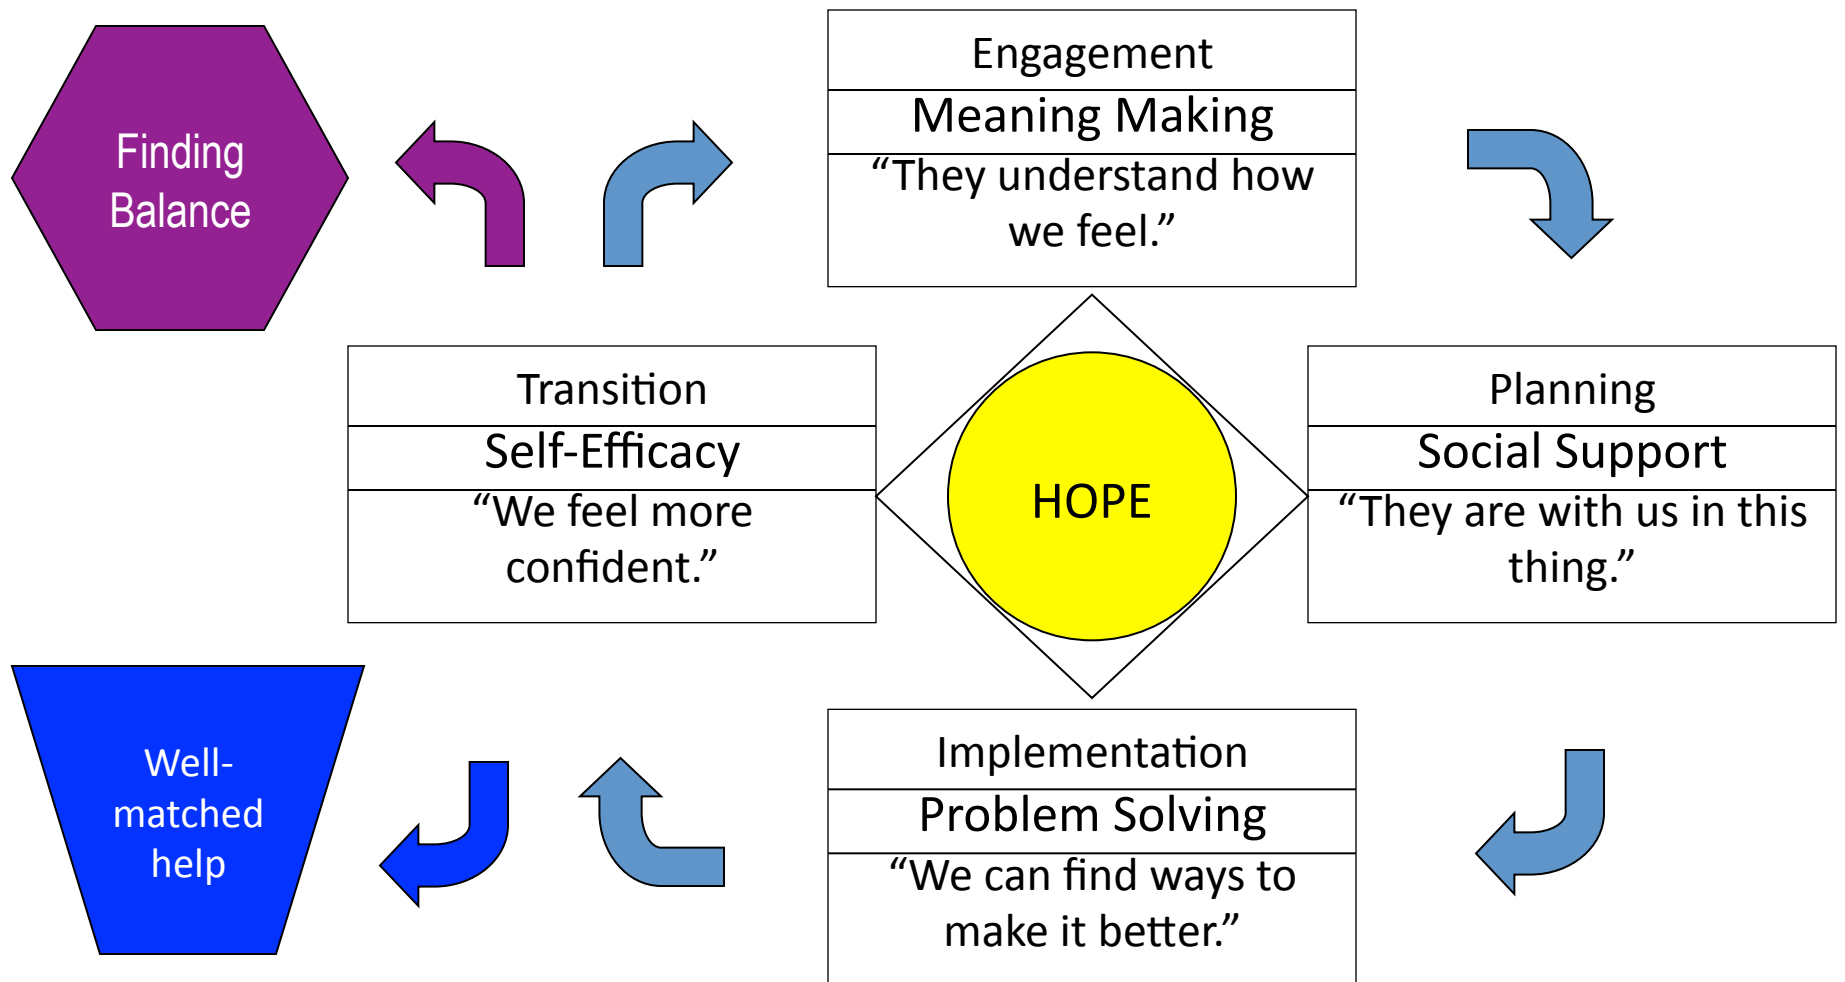 Finding
Balance
Engagement
Meaning Making
“They understand how
we feel.”
Transition
Self-Efficacy
“We feel more
confident.”
HOPE
Planning
Social Support
“They are with us in this
thing.”
Well-
matched
help
Implementation
Problem Solving
“We can find ways to
make it better.”